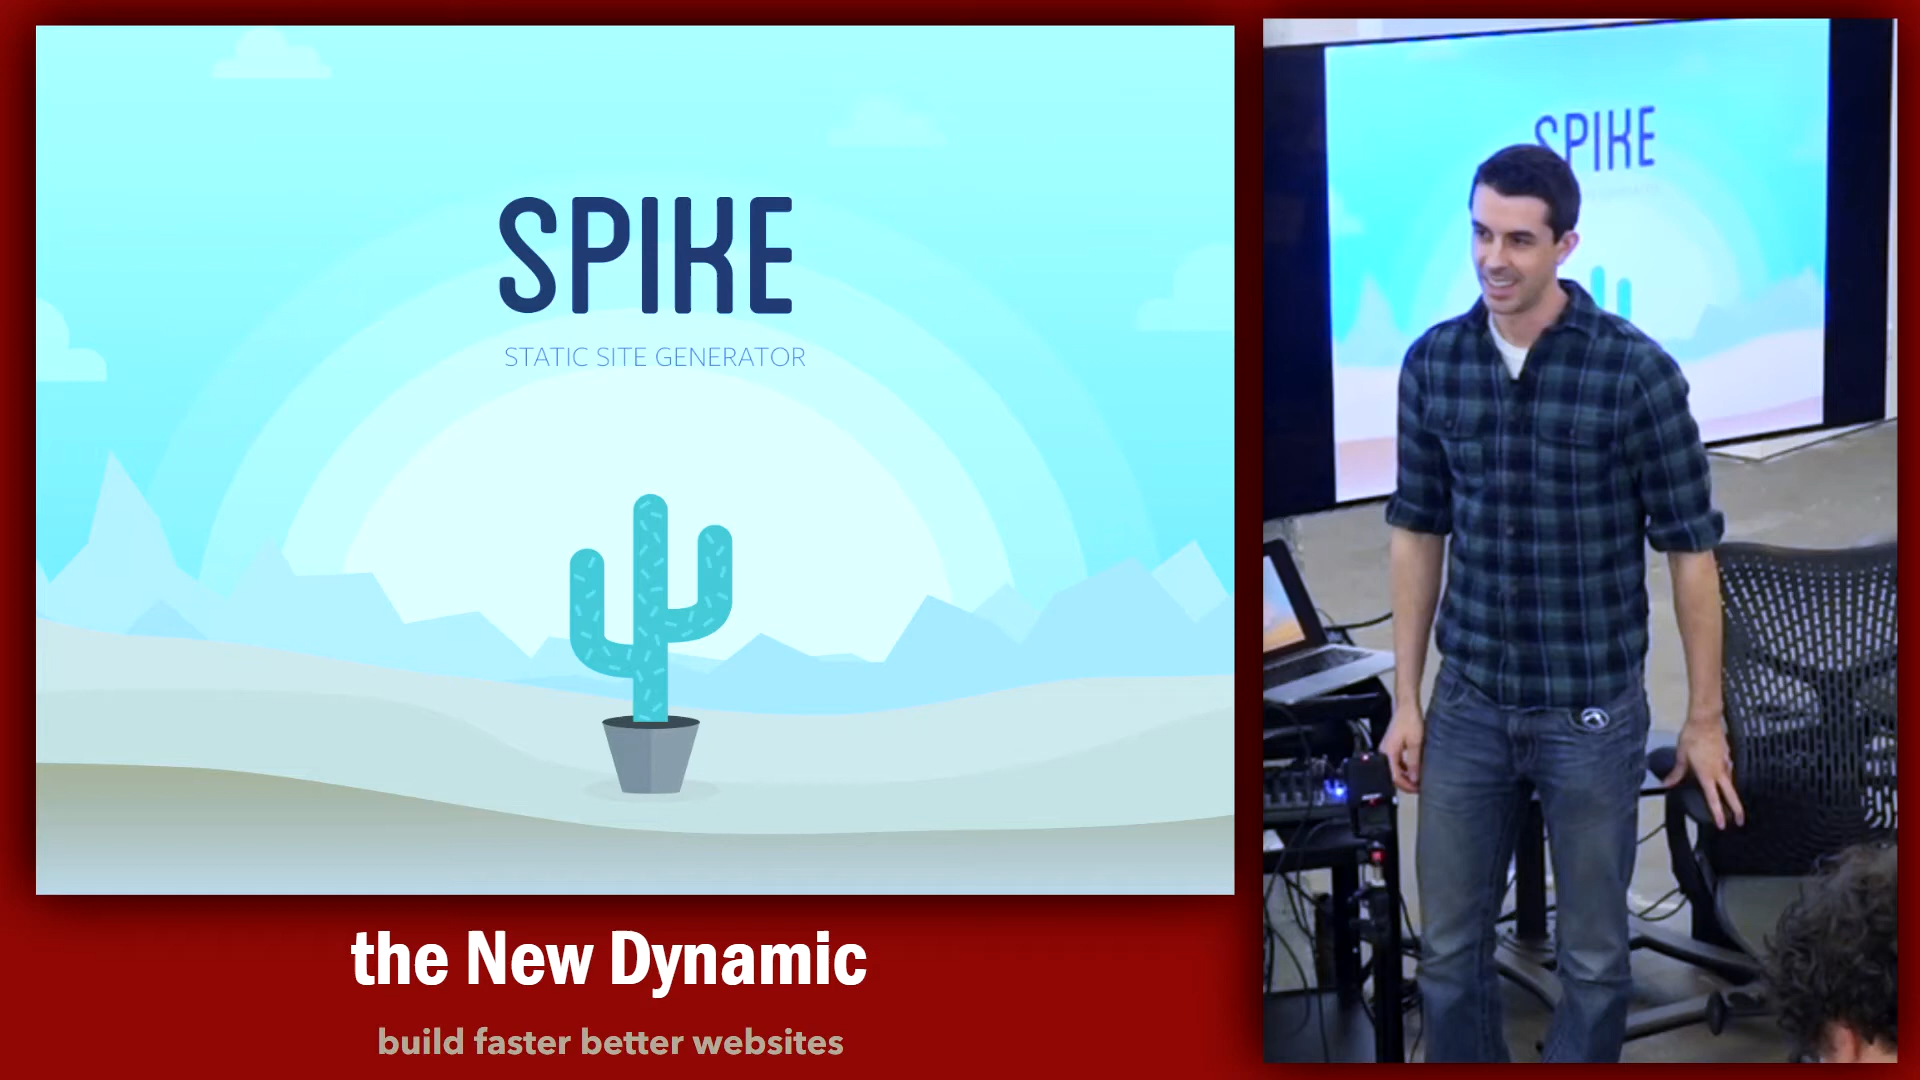 SPIKE
STATIC SITE GENERATOR
the New Dynamic
build faster better websites
SPIKE